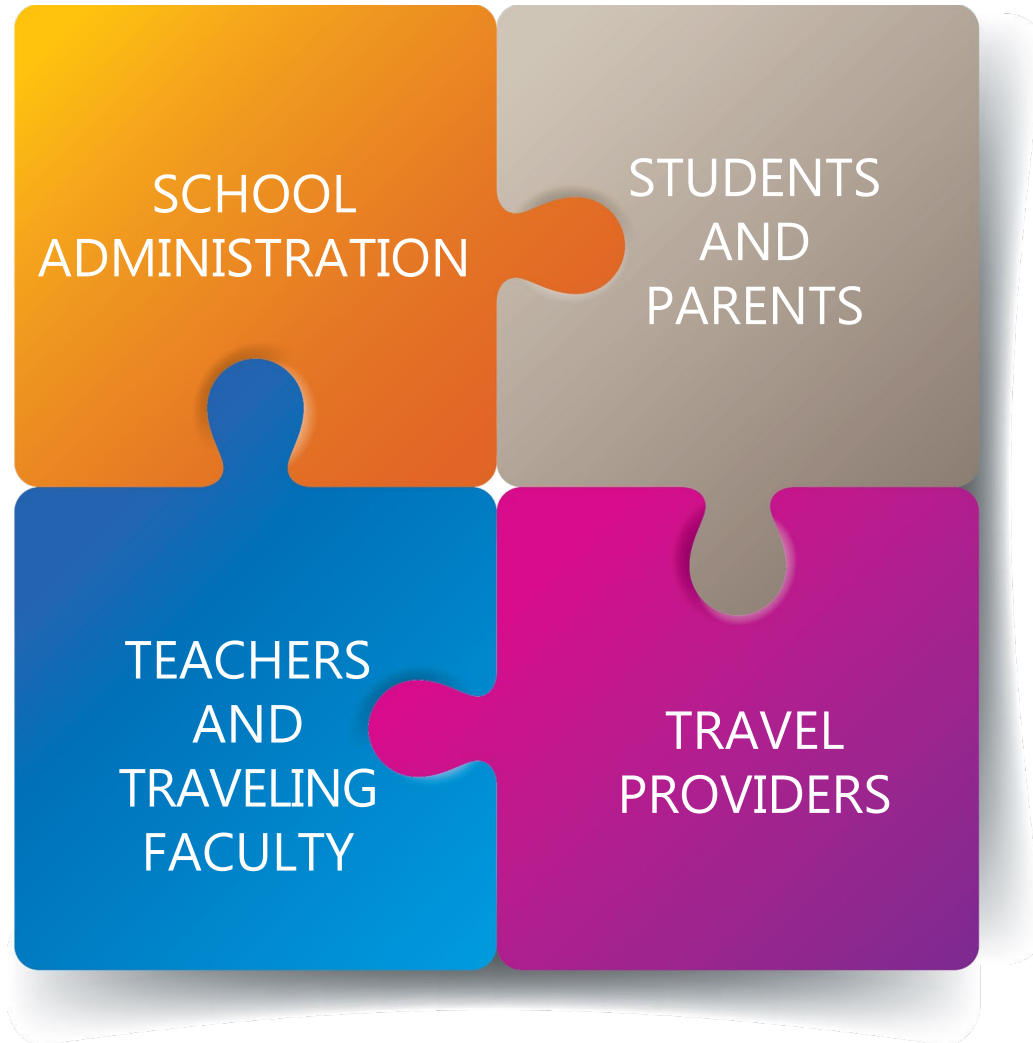 SCHOOL
ADMINISTRATION
STUDENTS
AND
PARENTS
TEACHERS
AND
TRAVELING
FACULTY
TRAVEL
PROVIDERS